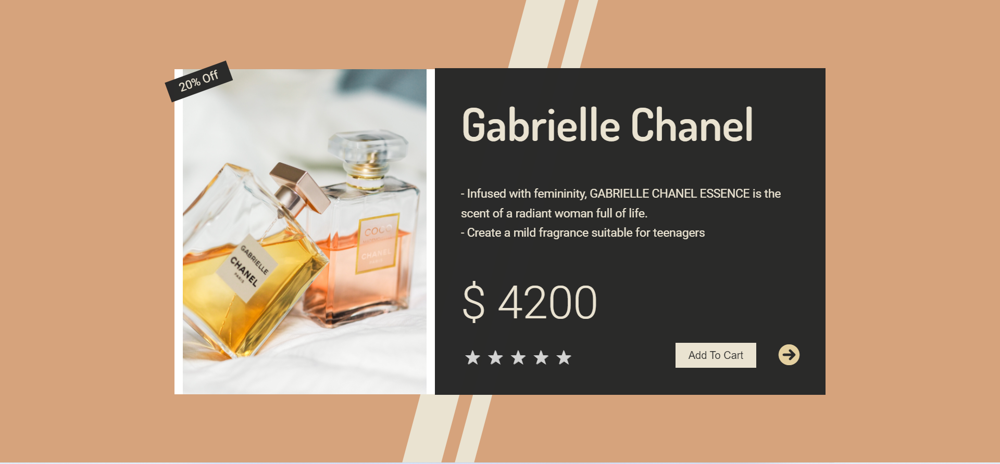 20% Off
Gabrielle Chanel
- Infused with femininity, GABRIELLE CHANEL ESSENCE is the
scent of a radiant woman full of life.
- Create a mild fragrance suitable for teenagers
$ 4200
Add To Cart
GABRIELLE
CHANEL
PARIS
COCO
CHANEL
PARIS